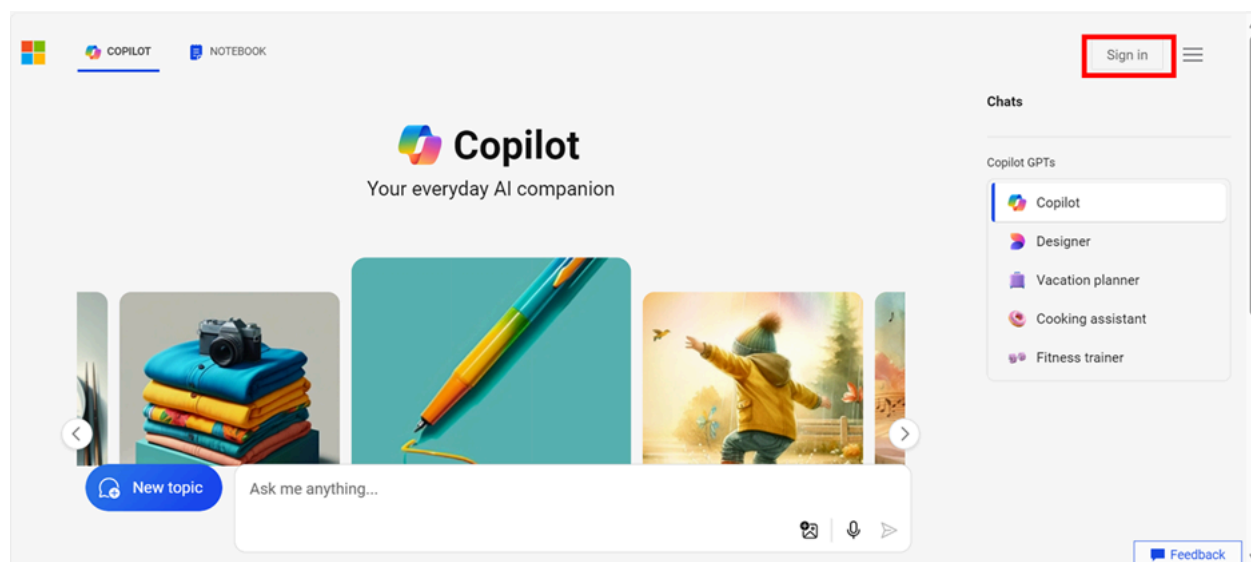 COPILOT
NOTEBOOK
Sign in
Chats
Copilot
Your everyday AI companion
Copilot GPTs
Copilot
Designer
Vacation planner
Cooking assistant
Fitness trainer
New topic
Ask me anything...
Feedback